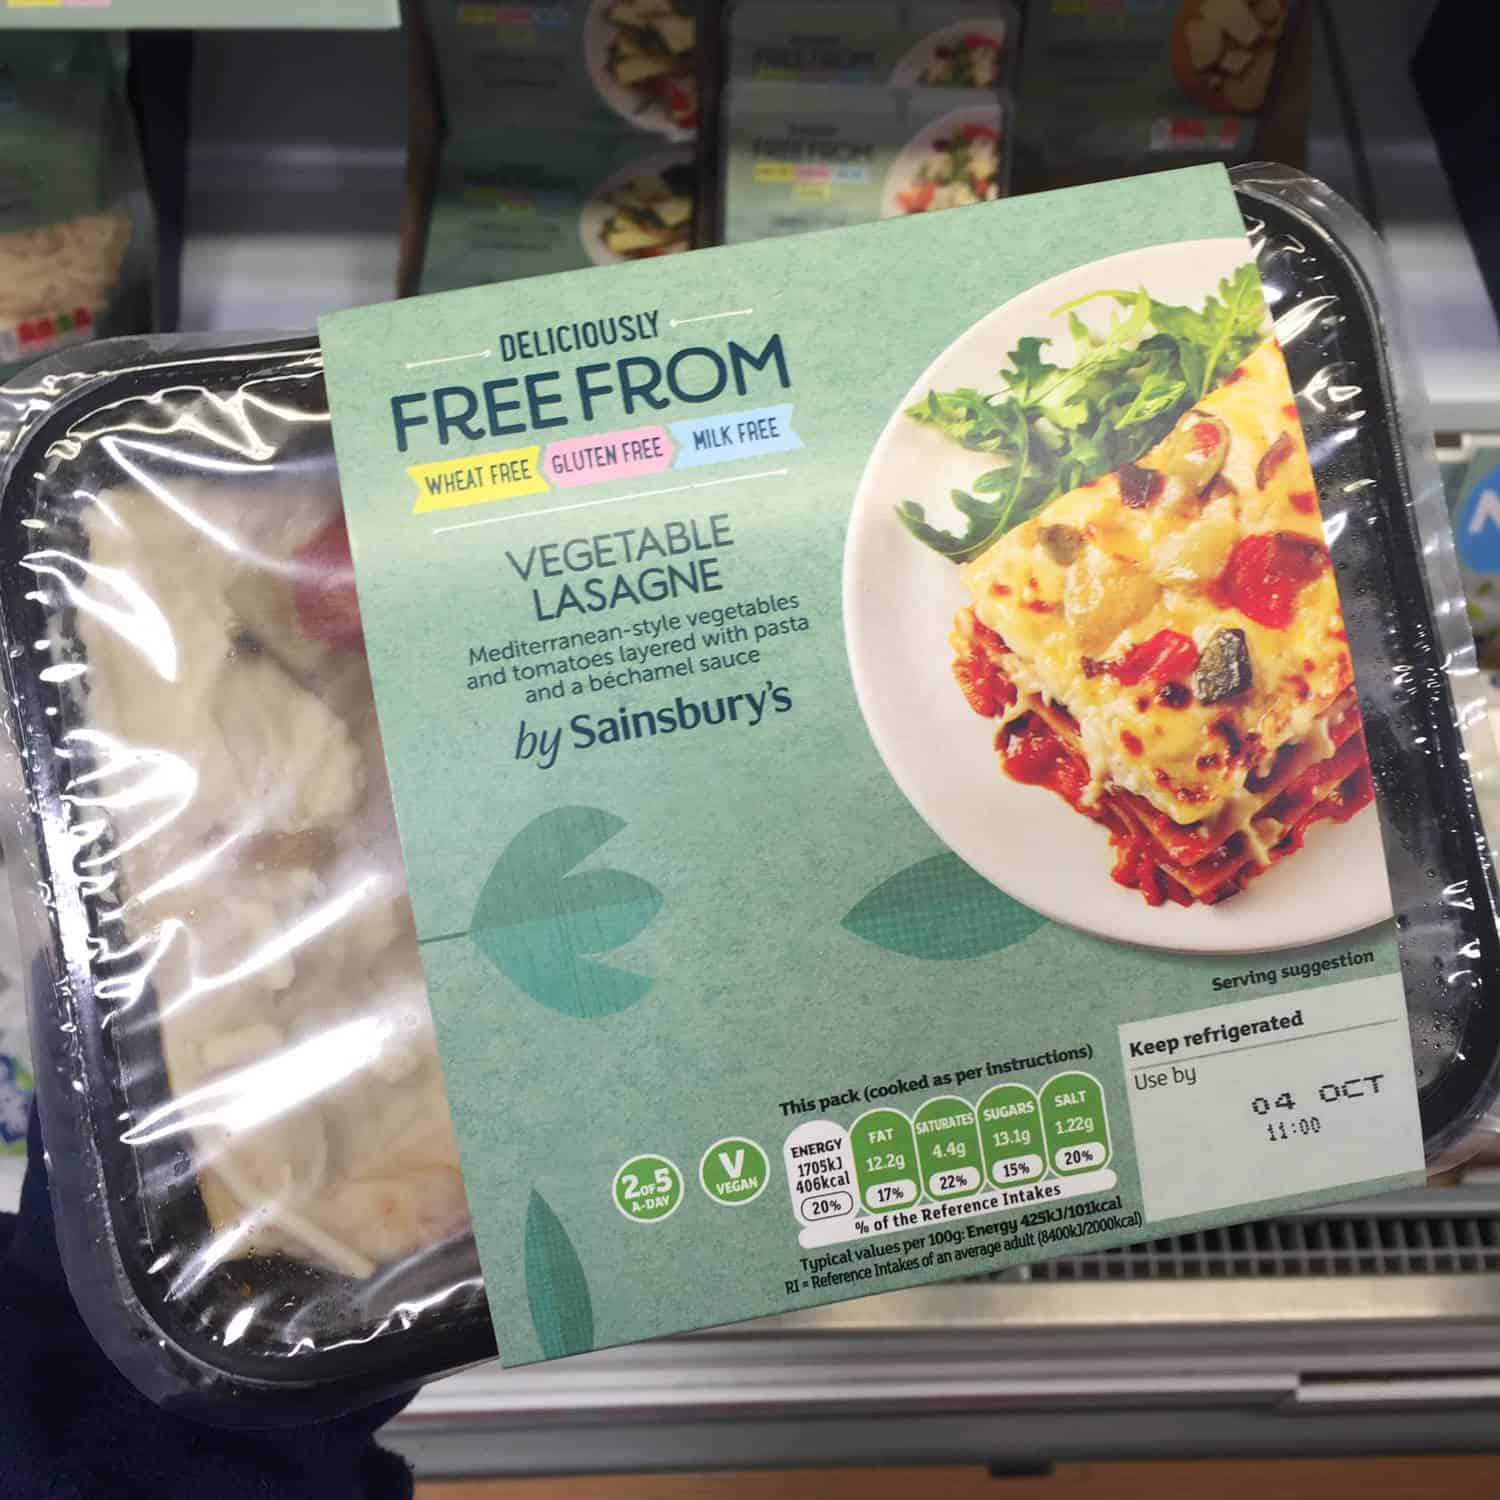 DELICIOUSLY
FREE FROM
WHEAT FREE GLUTEN FREE MILK FREE
VEGETABLE
LASAGNE
Mediterranean-style vegetables
and tomatoes layered with pasta
and a béchamel sauce
by Sainsbury's
Serving suggestion
Keep refrigerated
Use by
04 OCT
11:00
2 OF 5
A-DAY
V
VEGAN
This pack (cooked as per instructions)
ENERGY
1705kJ
406kcal
20%
FAT
12.2g
17%
SATURATES
4.4g
22%
SUGARS
13.1g
15%
SALT
1.22g
20%
% of the Reference Intakes
Typical values per 100g: Energy 425kJ/101kcal
RI = Reference Intakes of an average adult (8400kJ/2000kcal)
FREE FROM
FREE FROM